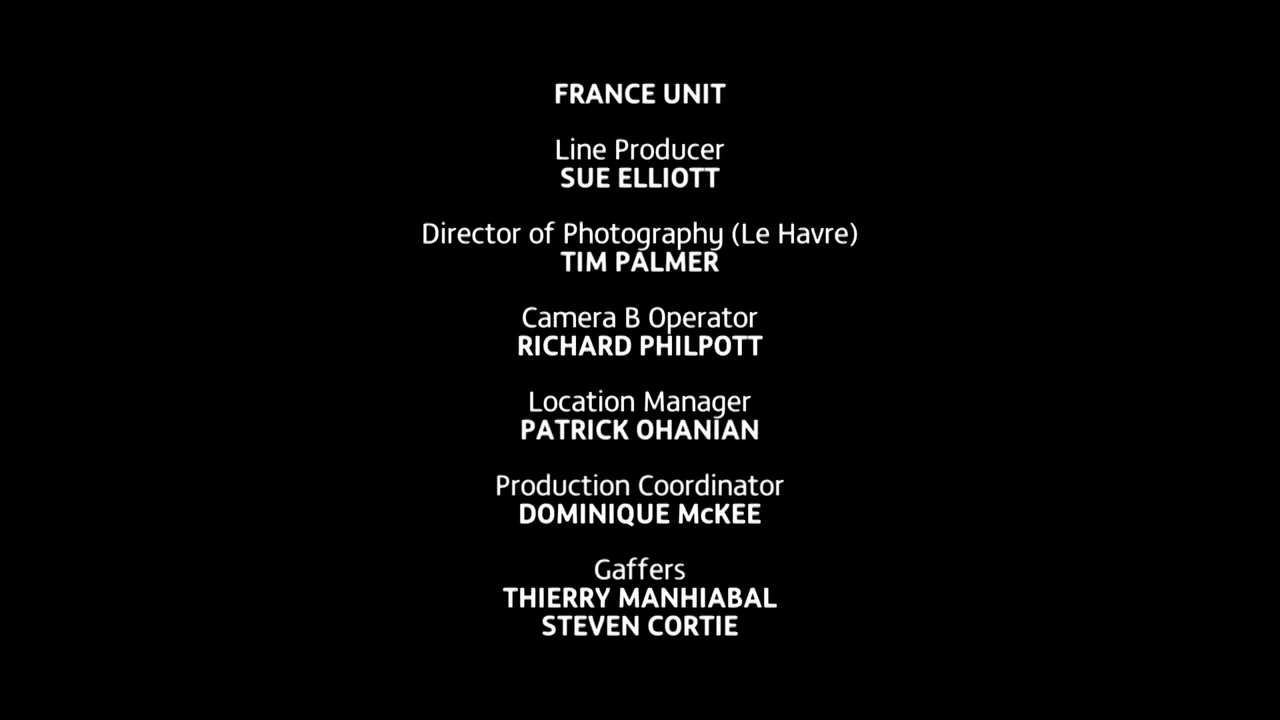 FRANCE UNIT
Line Producer
SUE ELLIOTT
Director of Photography (Le Havre)
TIM PALMER
Camera B Operator
RICHARD PHILPOTT
Location Manager
PATRICK OHANIAN
Production Coordinator
DOMINIQUE McKEE
Gaffers
THIERRY MANHIABAL
STEVEN CORTIE